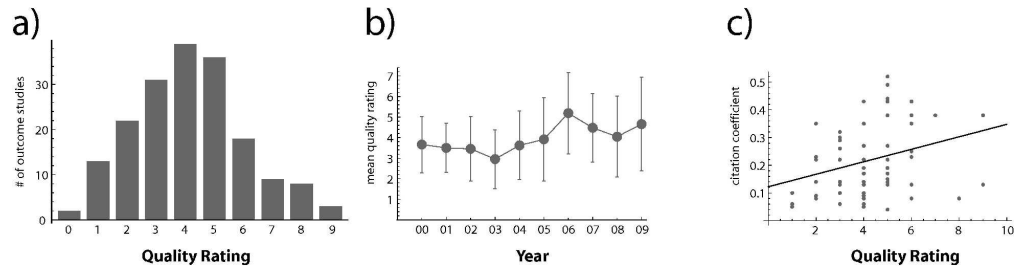 a)
# of outcome studies
30
20
10
0
0 1 2 3 4 5 6 7 8 9
Quality Rating
b)
mean quality rating
7
6
5
4
3
2
1
00 01 02 03 04 05 06 07 08 09
Year
c)
citation coefficient
0.5
0.4
0.3
0.2
0.1
2 4 6 8 10
Quality Rating